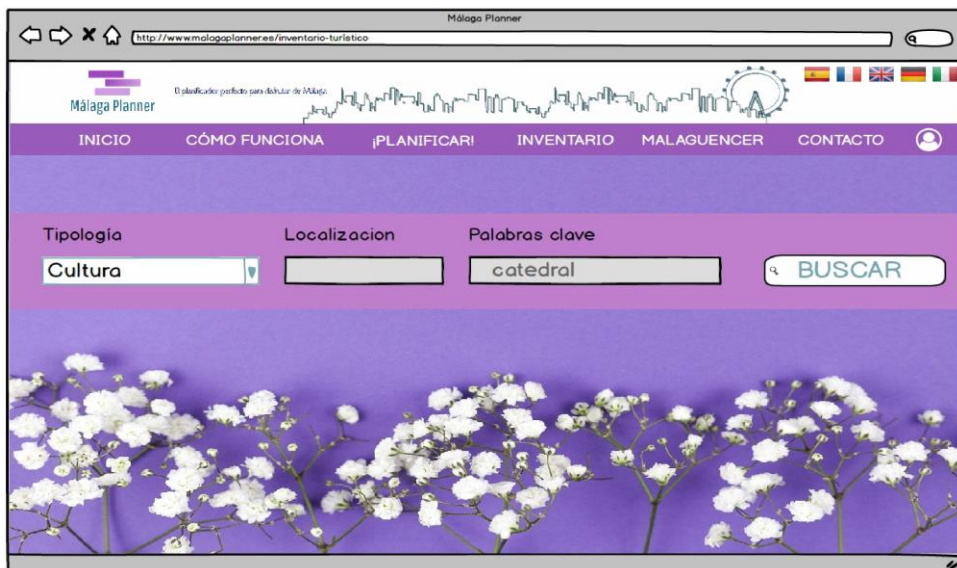 Málaga Planner
http://www.malagaplanner.es/inventario-turístico
Málaga Planner
El planificador perfecto para disfrutar de Málaga.
INICIO CÓMO FUNCIONA ¡PLANIFICAR! INVENTARIO MALAGUENCER CONTACTO
Tipología Localizacion Palabras clave
Cultura catedral BUSCAR